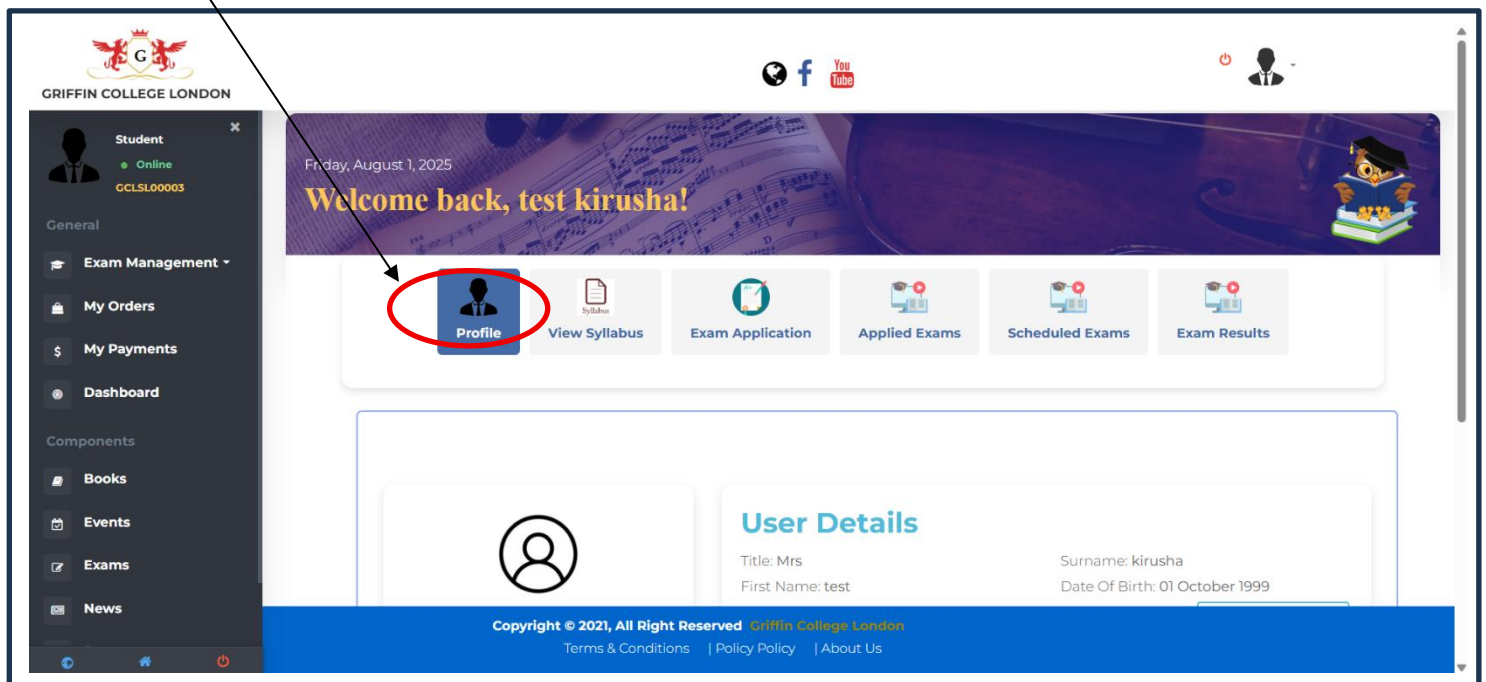 G
GRIFFIN COLLEGE LONDON
You
Tube
Student
Online
GCLSL00003
General
Exam Management
My Orders
$ My Payments
Dashboard
Components
Books
Events
Exams
News
Friday, August 1, 2025
Welcome back, test kirusha!
Profile
Syllabus
View Syllabus
Exam Application
Applied Exams
Scheduled Exams
Exam Results
User Details
Title: Mrs Surname: kirusha
First Name: test Date Of Birth: 01 October 1999
Copyright © 2021, All Right Reserved Griffin College London
Terms & Conditions | Policy Policy | About Us